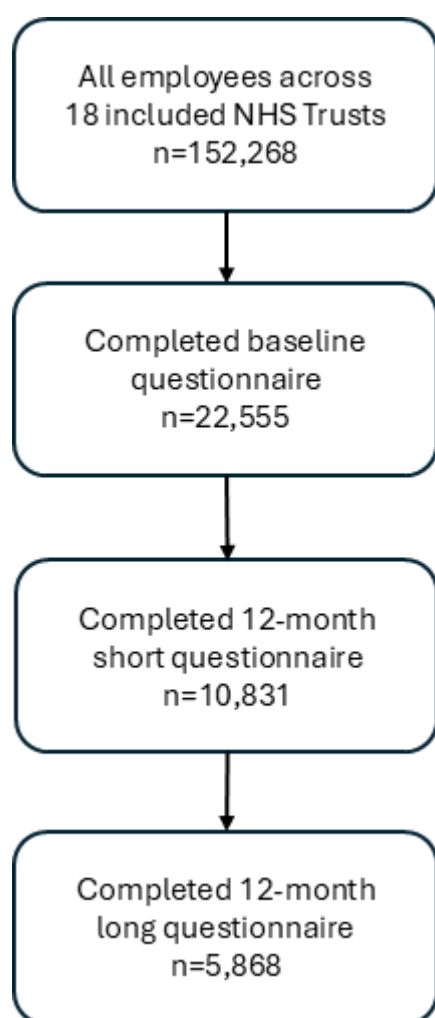 All employees across
18 included NHS Trusts
n=152,268
Completed baseline
questionnaire
n=22,555
Completed 12-month
short questionnaire
n=10,831
Completed 12-month
long questionnaire
n=5,868